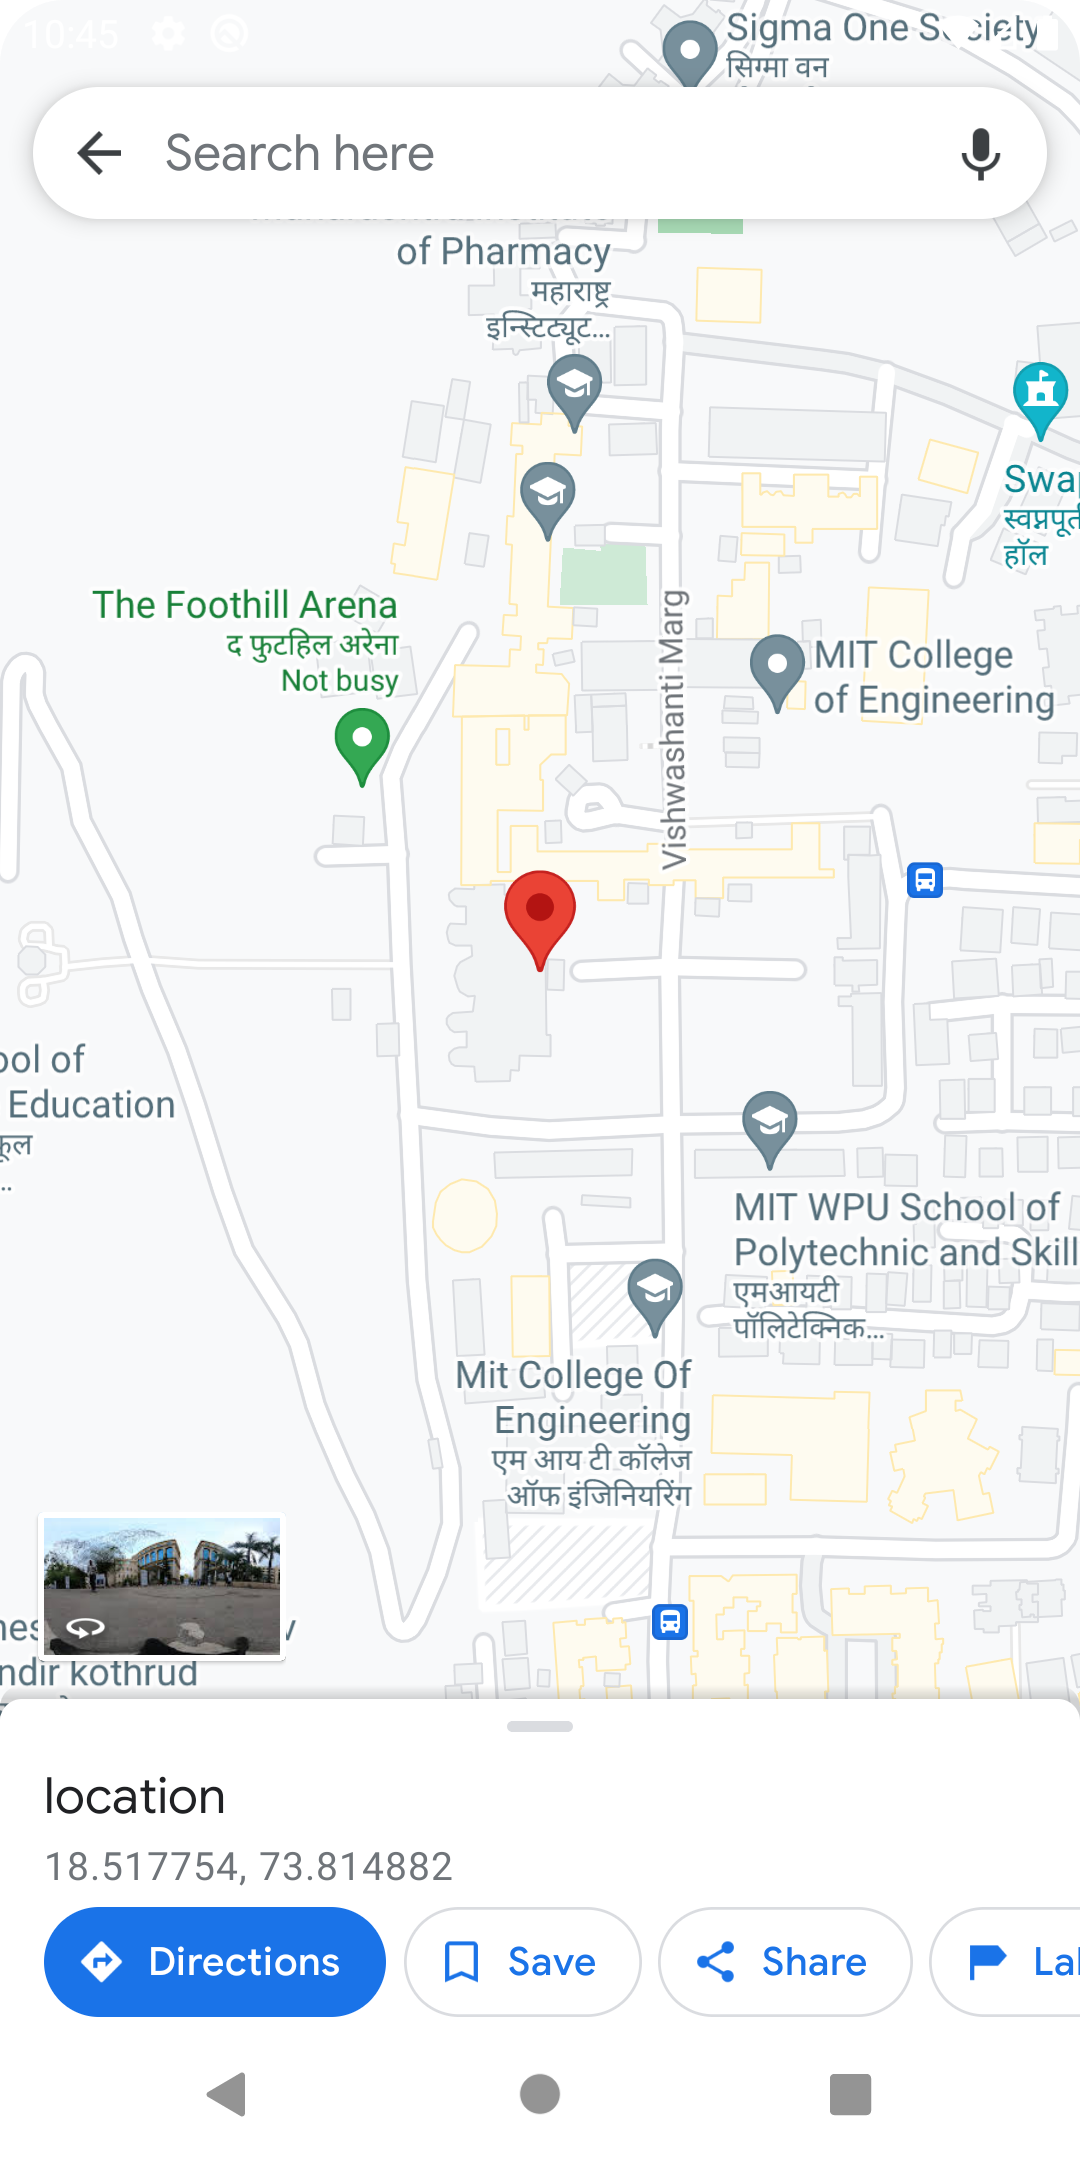 10:45
Sigma One Society
सिग्मा वन
Search here
of Pharmacy
महाराष्ट्र
इन्स्टिट्यूट...
Swa
स्वप्नपूर्त
हॉल
The Foothill Arena
द फुटहिल अरेना
Not busy
Vishwashanti Marg
MIT College
of Engineering
ool of
Education
कूल
..
MIT WPU School of
Polytechnic and Skill
एमआयटी
पॉलिटेक्निक...
Mit College Of
Engineering
एम आय टी कॉलेज
ऑफ इंजिनियरिंग
ndir kothrud
location
18.517754, 73.814882
Directions
Save
Share
La